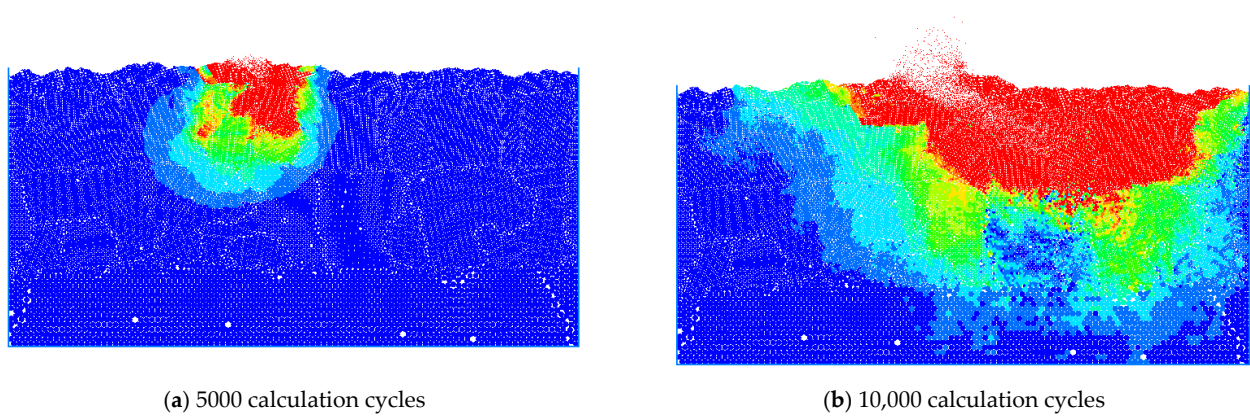 (a) 5000 calculation cycles
(b) 10,000 calculation cycles